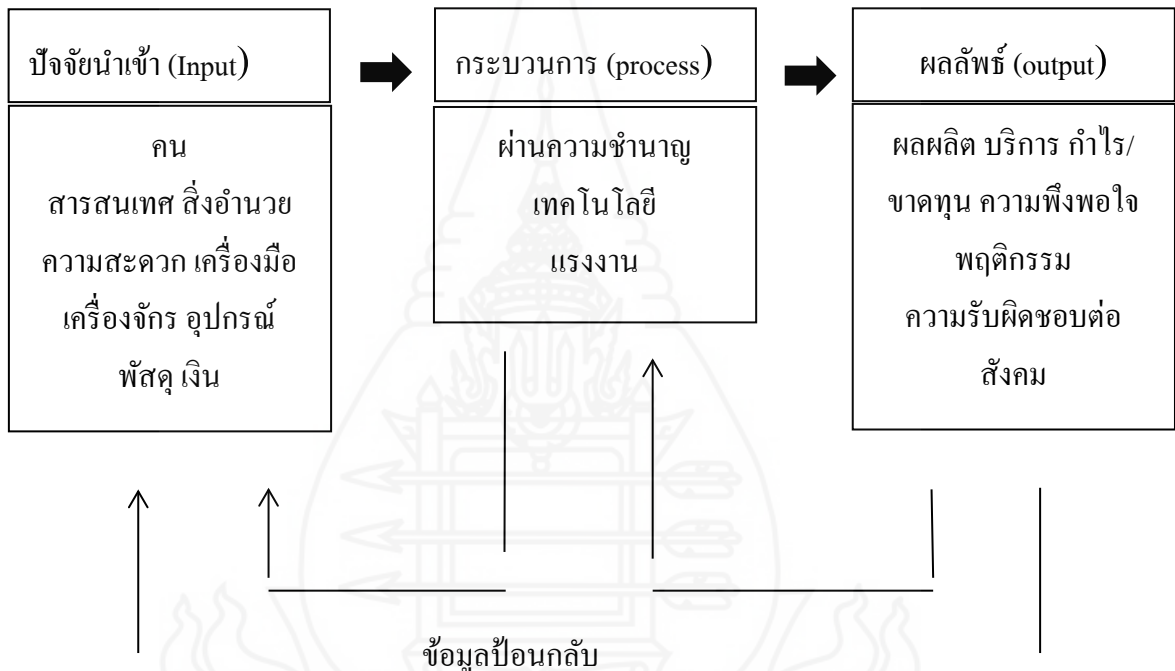 ปัจจัยนำเข้า (Input)
คน
สารสนเทศ สิ่งอำนวย
ความสะดวก เครื่องมือ
เครื่องจักร อุปกรณ์
พัสดุ เงิน
กระบวนการ (process)
ผ่านความชำนาญ
เทคโนโลยี
แรงงาน
ผลลัพธ์ (output)
ผลผลิต บริการ กำไร/
ขาดทุน ความพึงพอใจ
พฤติกรรม
ความรับผิดชอบต่อ
สังคม
ข้อมูลป้อนกลับ